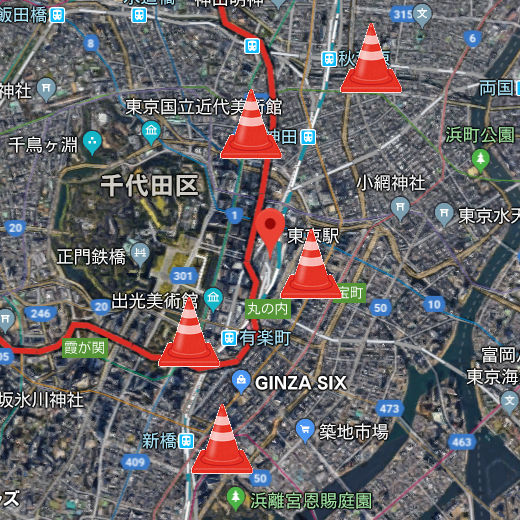 飯田橋
神田明神
315
文
8
6
秋
両国
神社
東京国立近代美術館
神田
浜町公園
千鳥ヶ淵
小網神社
千代田区
東京水天
20
1
東京駅
正門鉄橋
301
宝町
出光美術館
20
246
丸の内
50
10
有楽町
霞が関
富岡八
東京海
GINZA SIX
坂氷川神社
473
築地市場
新橋
463
409
50
浜離宮恩賜庭園
ズ